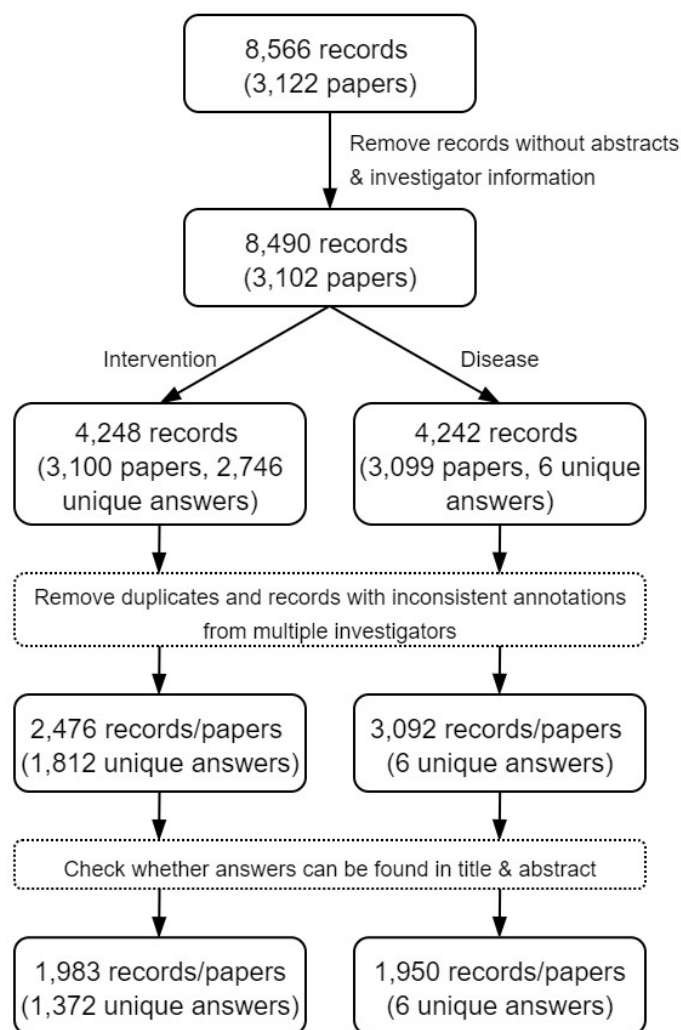 8,566 records
(3,122 papers)
Remove records without abstracts
& investigator information
8,490 records
(3,102 papers)
Intervention
Disease
4,248 records
(3,100 papers, 2,746
unique answers)
4,242 records
(3,099 papers, 6 unique
answers)
Remove duplicates and records with inconsistent annotations
from multiple investigators
2,476 records/papers
(1,812 unique answers)
3,092 records/papers
(6 unique answers)
Check whether answers can be found in title & abstract
1,983 records/papers
(1,372 unique answers)
1,950 records/papers
(6 unique answers)